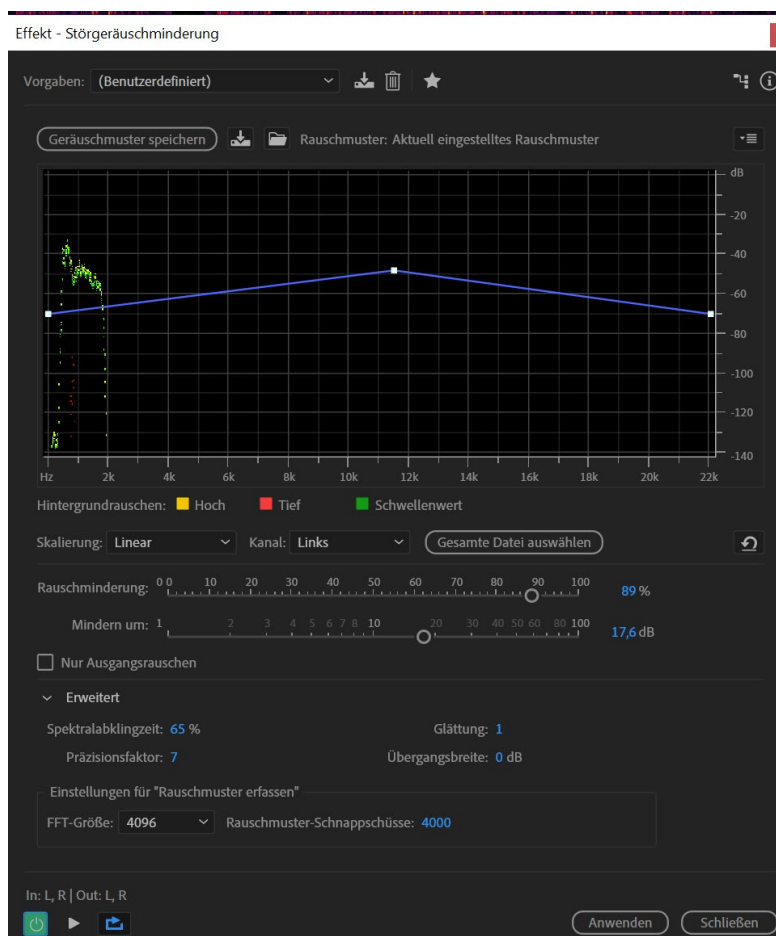 Effekt - Störgeräuschminderung
Vorgaben: (Benutzerdefiniert)
Geräuschmuster speichern Rauschmuster: Aktuell eingestelltes Rauschmuster
dB
-20
-40
-60
-80
-100
-120
-140
Hz 2k 4k 6k 8k 10k 12k 14k 16k 18k 20k 22k
Hintergrundrauschen: Hoch Tief Schwellenwert
Skalierung: Linear Kanal: Links Gesamte Datei auswählen
Rauschminderung: 0 0 10 20 30 40 50 60 70 80 90 100 89 %
Mindern um: 1 2 3 4 5 6 7 8 10 20 30 40 50 60 80 100 17,6 dB
Nur Ausgangsrauschen
Erweitert
Spektralabklingzeit: 65 % Glättung: 1
Präzisionsfaktor: 7 Übergangsbreite: 0 dB
Einstellungen für "Rauschmuster erfassen"
FFT-Größe: 4096 Rauschmuster-Schnappschüsse: 4000
In: L, R | Out: L, R
Anwenden Schließen